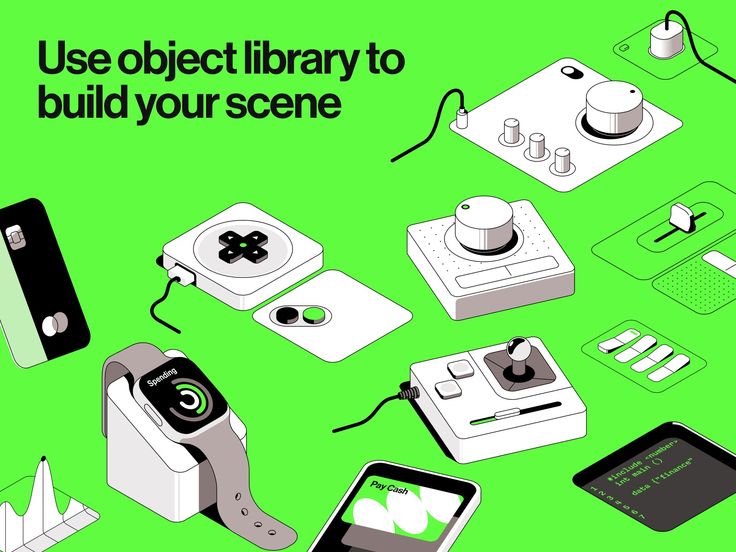 Use object library to
build your scene
Spending
Pay Cash
1 #include <number>
2 int main ()
3
4 data ("finance"
5
6
7